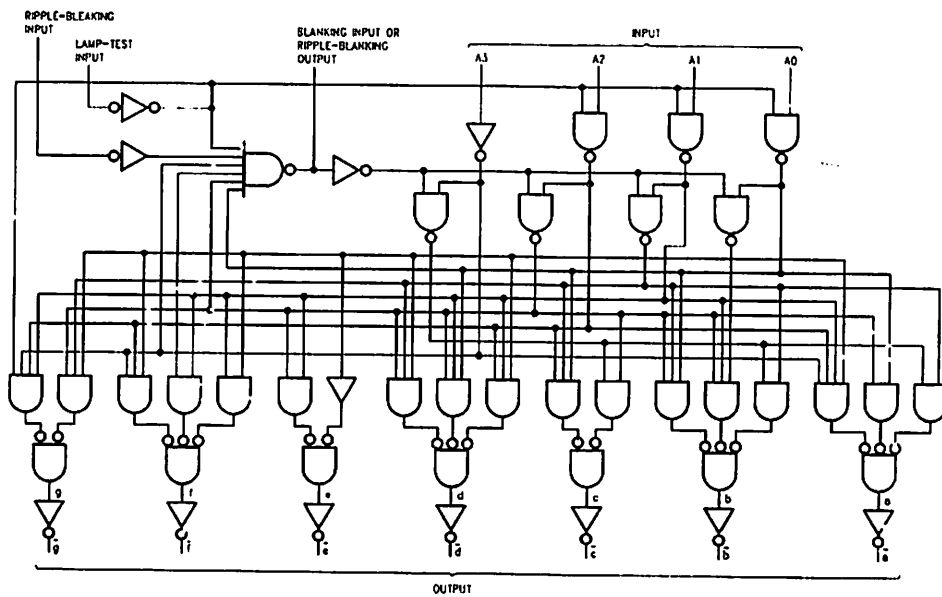 RIPPLE-BLEAKING
INPUT
LAMP-TEST
INPUT
BLANKING INPUT OR
RIPPLE-BLANKING
OUTPUT
INPUT
A3 A2 A1 A0
g f e d c b a
g̅ f̅ e̅ d̅ c̅ b̅ a̅
OUTPUT